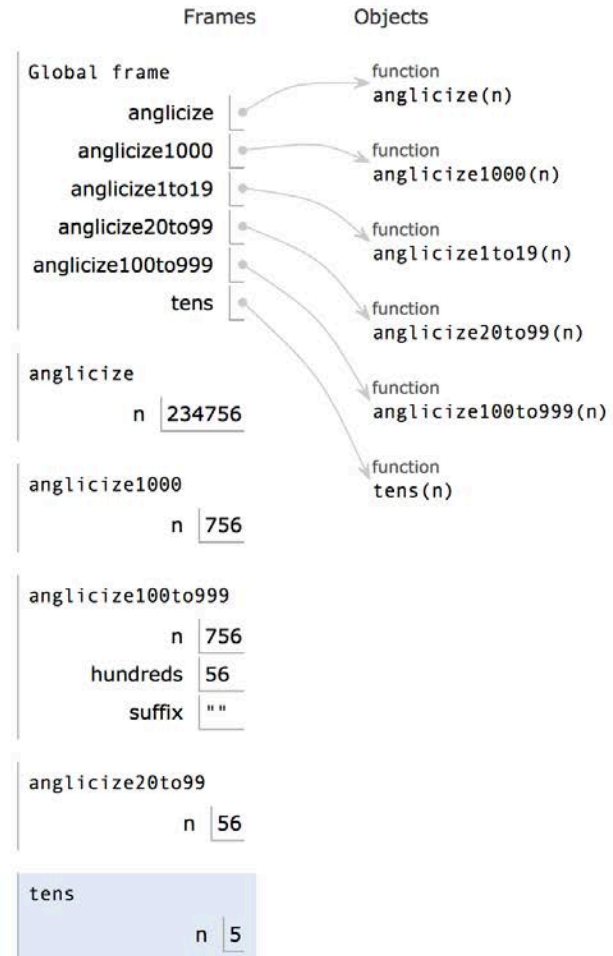 Frames Objects
Global frame
anglicize
anglicize1000
anglicize1to19
anglicize20to99
anglicize100to999
tens
function
anglicize(n)
function
anglicize1000(n)
function
anglicize1to19(n)
function
anglicize20to99(n)
function
anglicize100to999(n)
function
tens(n)
anglicize
n 234756
anglicize1000
n 756
anglicize100to999
n 756
hundreds 56
suffix ""
anglicize20to99
n 56
tens
n 5